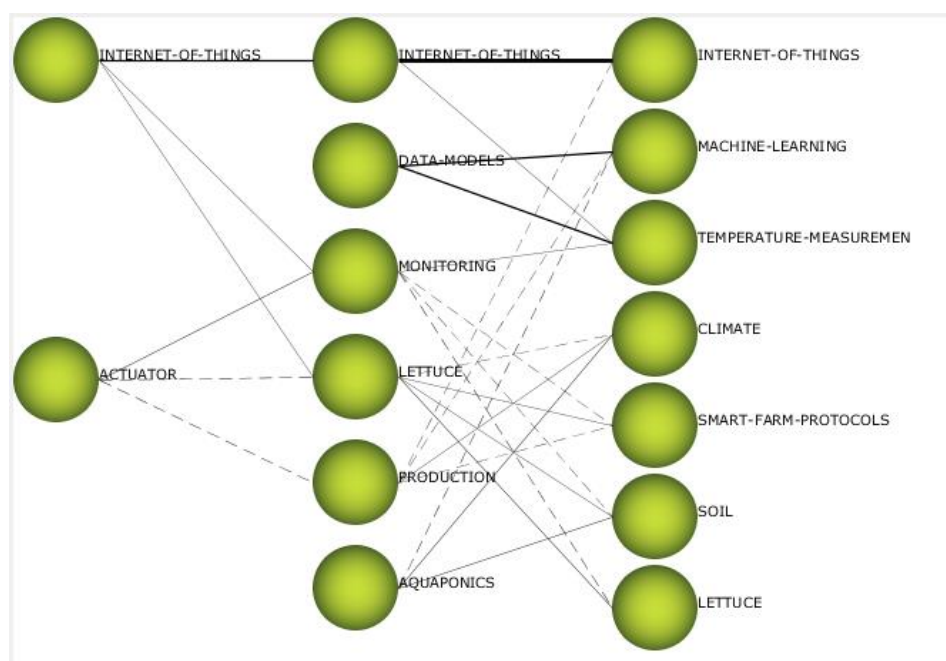 INTERNET-OF-THINGS
ACTUATOR
INTERNET-OF-THINGS
DATA-MODELS
MONITORING
LETTUCE
PRODUCTION
AQUAPONICS
INTERNET-OF-THINGS
MACHINE-LEARNING
TEMPERATURE-MEASUREMEN
CLIMATE
SMART-FARM-PROTOCOLS
SOIL
LETTUCE